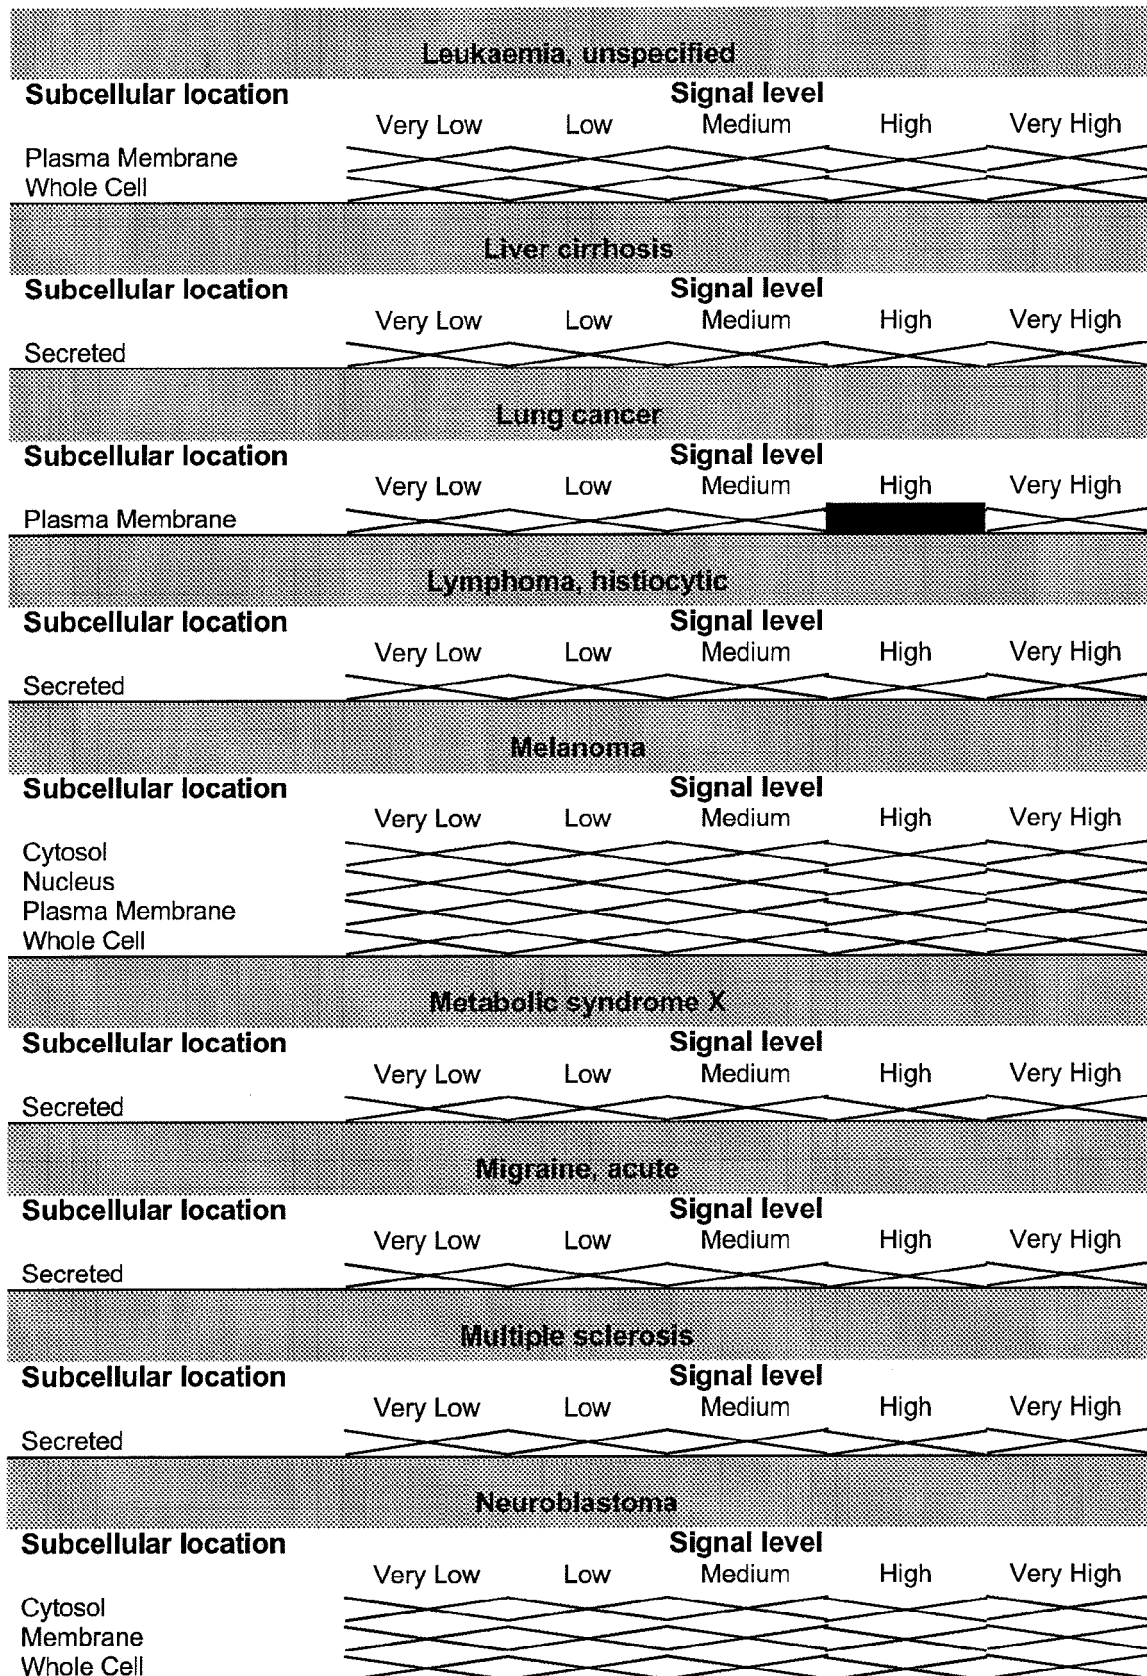 Leukaemia, unspecified
Subcellular location Signal level
Very Low Low Medium High Very High
Plasma Membrane
Whole Cell
Liver cirrhosis
Subcellular location Signal level
Very Low Low Medium High Very High
Secreted
Lung cancer
Subcellular location Signal level
Very Low Low Medium High Very High
Plasma Membrane
Lymphoma, histiocytic
Subcellular location Signal level
Very Low Low Medium High Very High
Secreted
Melanoma
Subcellular location Signal level
Very Low Low Medium High Very High
Cytosol
Nucleus
Plasma Membrane
Whole Cell
Metabolic syndrome X
Subcellular location Signal level
Very Low Low Medium High Very High
Secreted
Migraine, acute
Subcellular location Signal level
Very Low Low Medium High Very High
Secreted
Multiple sclerosis
Subcellular location Signal level
Very Low Low Medium High Very High
Secreted
Neuroblastoma
Subcellular location Signal level
Very Low Low Medium High Very High
Cytosol
Membrane
Whole Cell